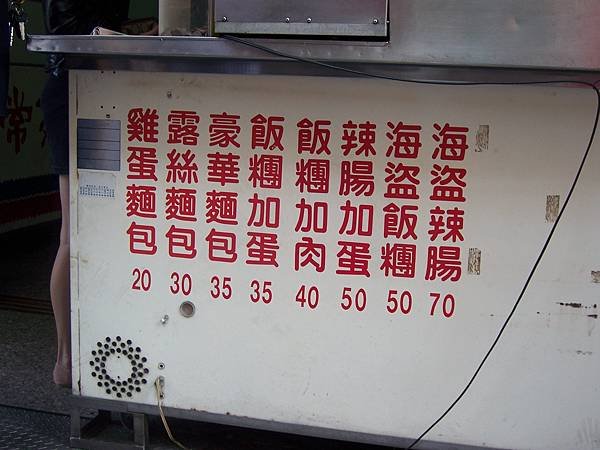 海盜辣腸 70
海盜飯糰 50
辣腸加蛋 50
飯糰加肉 40
飯糰加蛋 35
豪華麵包 35
露絲麵包 30
雞蛋麵包 20